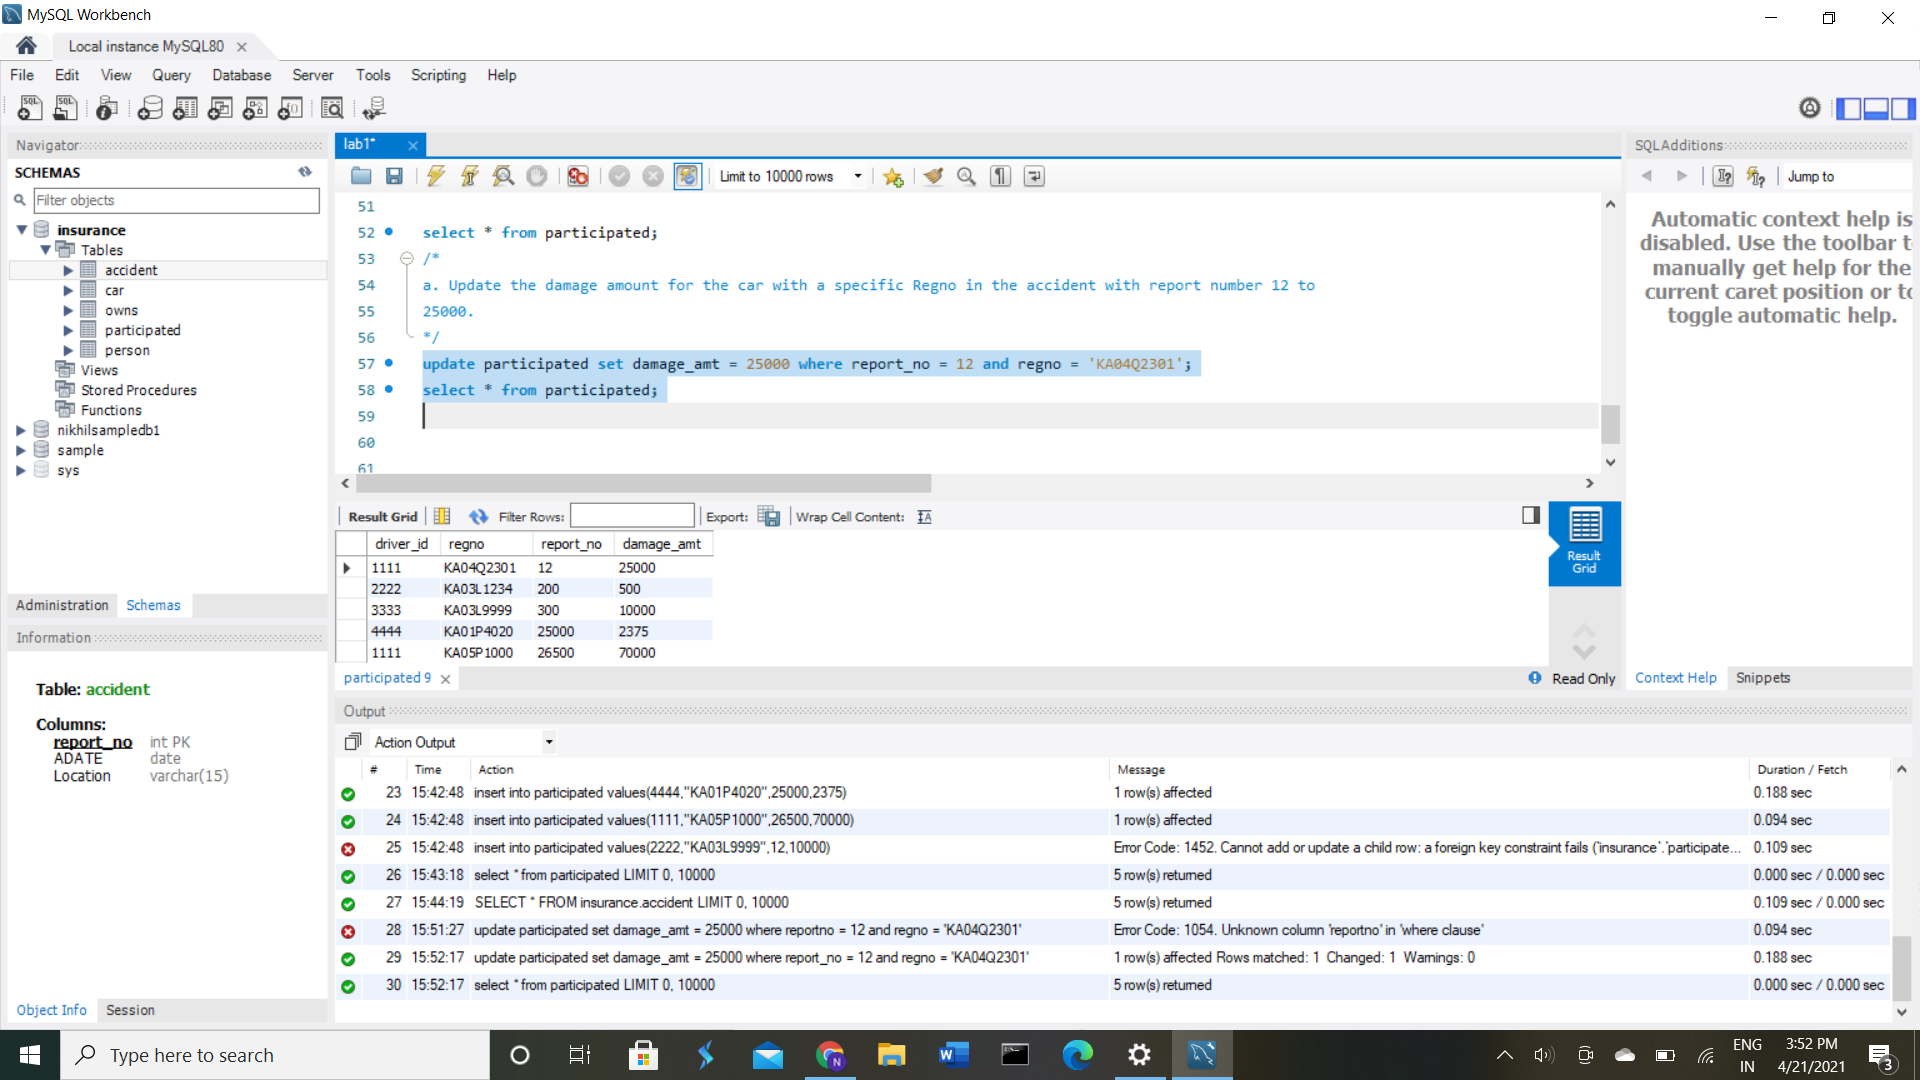 MySQL Workbench
Local instance MySQL80
File Edit View Query Database Server Tools Scripting Help
Navigator
SCHEMAS
Filter objects
insurance
Tables
accident
car
owns
participated
person
Views
Stored Procedures
Functions
nikhilsampledb1
sample
sys
Administration Schemas
Information
Table: accident
Columns:
report_no int PK
ADATE date
Location varchar(15)
Object Info Session
lab1*
Limit to 10000 rows
51
52 select * from participated;
53 /*
54 a. Update the damage amount for the car with a specific Regno in the accident with report number 12 to
55 25000.
56 */
57 update participated set damage_amt = 25000 where report_no = 12 and regno = 'KA04Q2301';
58 select * from participated;
59
60
61
Result Grid Filter Rows: Export: Wrap Cell Content: IA
driver_id regno report_no damage_amt
1111 KA04Q2301 12 25000
2222 KA03L1234 200 500
3333 KA03L9999 300 10000
4444 KA01P4020 25000 2375
1111 KA05P1000 26500 70000
Result
Grid
participated 9
Read Only
SQLAdditions
Jump to
Automatic context help is
disabled. Use the toolbar t
manually get help for the
current caret position or to
toggle automatic help.
Context Help Snippets
Output
Action Output
# Time Action Message Duration / Fetch
23 15:42:48 insert into participated values(4444,"KA01P4020",25000,2375) 1 row(s) affected 0.188 sec
24 15:42:48 insert into participated values(1111,"KA05P1000",26500,70000) 1 row(s) affected 0.094 sec
25 15:42:48 insert into participated values(2222,"KA03L9999",12,10000) Error Code: 1452. Cannot add or update a child row: a foreign key constraint fails (`insurance`.`participate... 0.109 sec
26 15:43:18 select * from participated LIMIT 0, 10000 5 row(s) returned 0.000 sec / 0.000 sec
27 15:44:19 SELECT * FROM insurance.accident LIMIT 0, 10000 5 row(s) returned 0.109 sec / 0.000 sec
28 15:51:27 update participated set damage_amt = 25000 where reportno = 12 and regno = 'KA04Q2301' Error Code: 1054. Unknown column 'reportno' in 'where clause' 0.094 sec
29 15:52:17 update participated set damage_amt = 25000 where report_no = 12 and regno = 'KA04Q2301' 1 row(s) affected Rows matched: 1 Changed: 1 Warnings: 0 0.188 sec
30 15:52:17 select * from participated LIMIT 0, 10000 5 row(s) returned 0.000 sec / 0.000 sec
Type here to search
ENG
IN
3:52 PM
4/21/2021
3